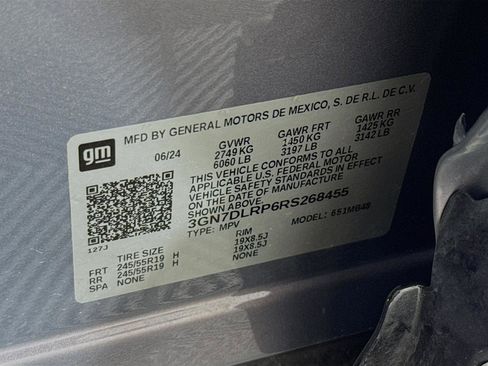 gm
MFD BY GENERAL MOTORS DE MEXICO, S. DE R.L. DE C.V.
06/24 GVWR GAWR FRT GAWR RR
2749 KG 1450 KG 1425 KG
6060 LB 3197 LB 3142 LB
THIS VEHICLE CONFORMS TO ALL
APPLICABLE U.S. FEDERAL MOTOR
VEHICLE SAFETY STANDARDS IN EFFECT
ON THE DATE OF MANUFACTURE
SHOWN ABOVE.
3GN7DLRP6RS268455
TYPE: MPV MODEL: 651MB48
127J
TIRE SIZE RIM
FRT 245/55R19 H 19X8.5J
RR 245/55R19 H 19X8.5J
SPA NONE NONE